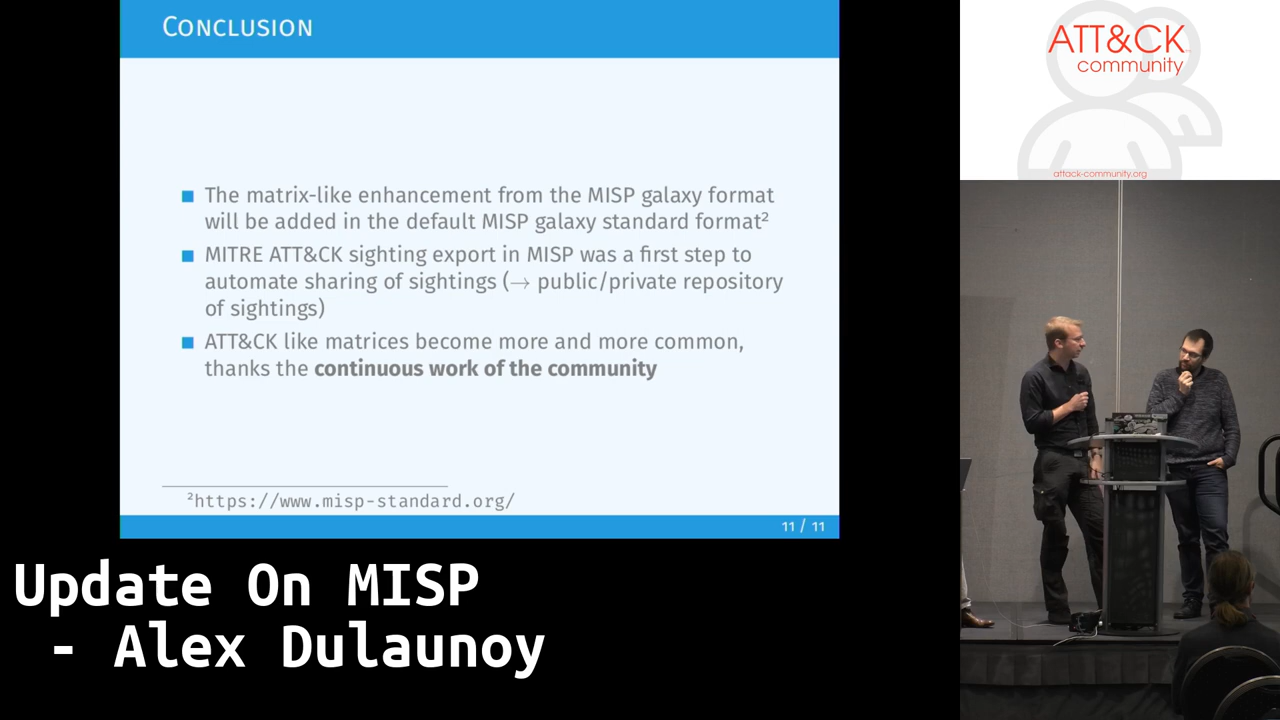 CONCLUSION
■ The matrix-like enhancement from the MISP galaxy format
will be added in the default MISP galaxy standard format²
■ MITRE ATT&CK sighting export in MISP was a first step to
automate sharing of sightings (→ public/private repository
of sightings)
■ ATT&CK like matrices become more and more common,
thanks the continuous work of the community
²https://www.misp-standard.org/
11 / 11
Update On MISP
- Alex Dulaunoy
ATT&CK
community
attack-community.org